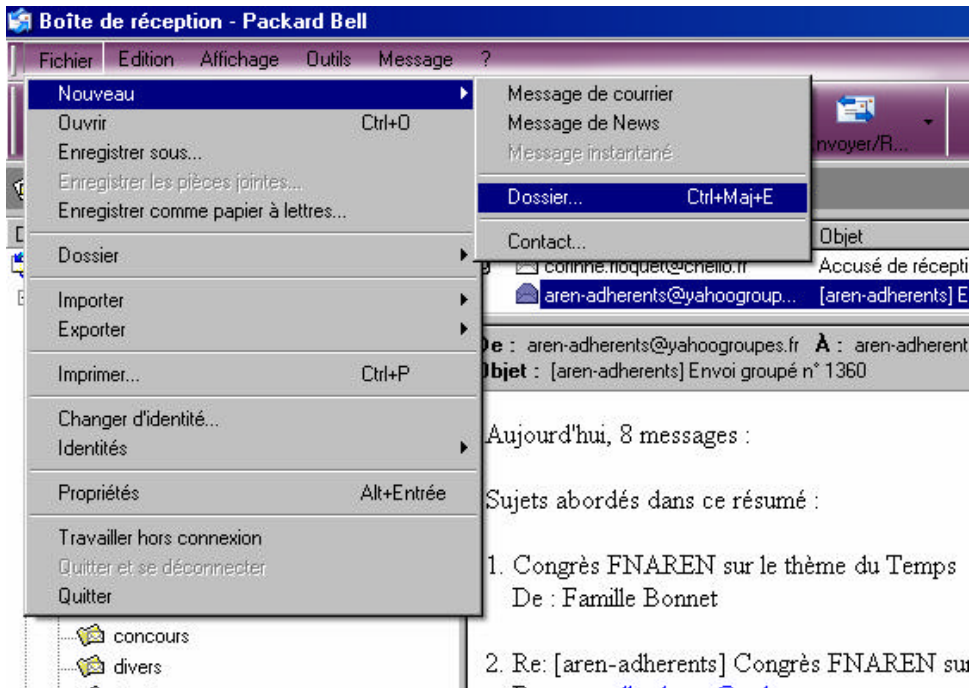 Boîte de réception - Packard Bell
Fichier Edition Affichage Outils Message ?
Nouveau
Ouvrir Ctrl+O
Enregistrer sous...
Enregistrer les pièces jointes...
Enregistrer comme papier à lettres...
Dossier
Importer
Exporter
Imprimer... Ctrl+P
Changer d'identité...
Identités
Propriétés Alt+Entrée
Travailler hors connexion
Quitter et se déconnecter
Quitter
concours
divers
Message de courrier
Message de News
Message instantané
Dossier... Ctrl+Maj+E
Contact...
nvoyer/R...
Objet
corinne.floquet@chello.fr Accusé de récepti
aren-adherents@yahoogroup... [aren-adherents] E
De : aren-adherents@yahoogroupes.fr À : aren-adherent
Objet : [aren-adherents] Envoi groupé n° 1360
Aujourd'hui, 8 messages :
Sujets abordés dans ce résumé :
1. Congrès FNAREN sur le thème du Temps
De : Famille Bonnet
2. Re: [aren-adherents] Congrès FNAREN sur